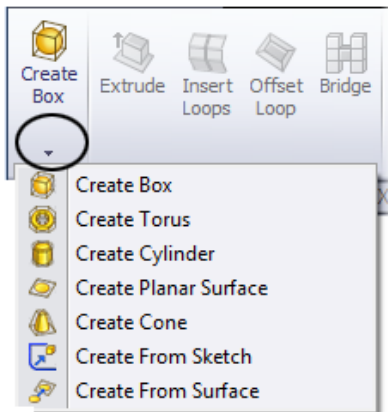 Create
Box
Extrude
Insert
Loops
Offset
Loop
Bridge
Create Box
Create Torus
Create Cylinder
Create Planar Surface
Create Cone
Create From Sketch
Create From Surface